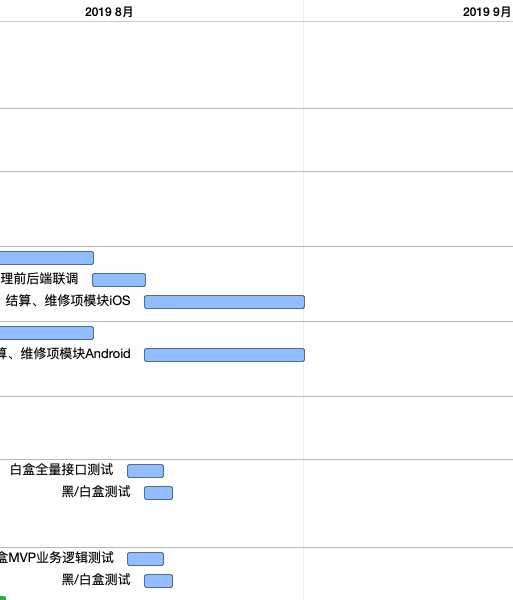 2019 8月
2019 9月
理前后端联调
结算、维修项模块iOS
算、维修项模块Android
白盒全量接口测试
黑/白盒测试
盒MVP业务逻辑测试
黑/白盒测试